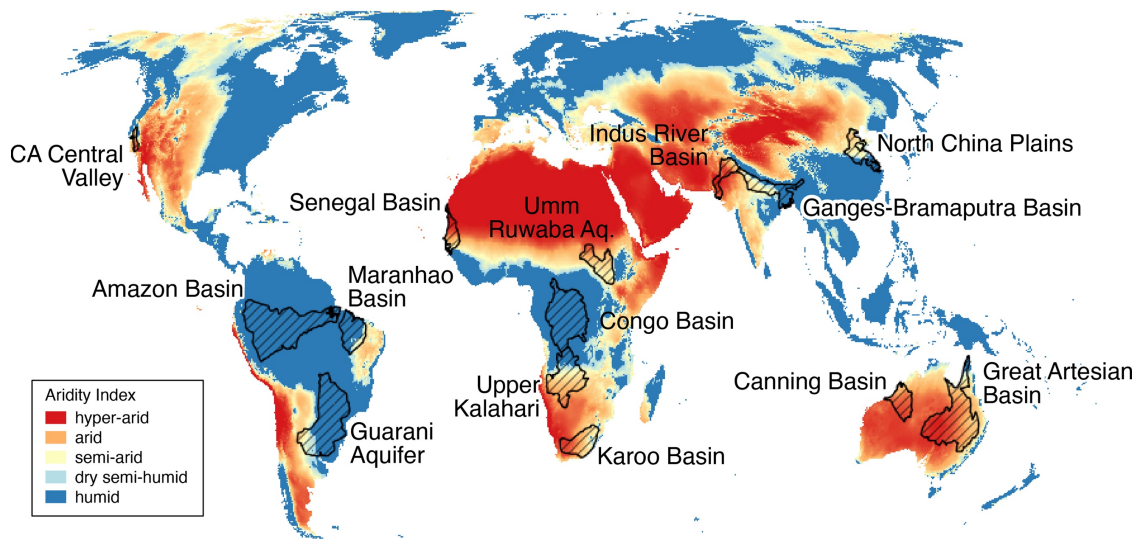 Indus River
Basin
North China Plains
CA Central
Valley
Senegal Basin
Umm
Ruwaba Aq.
Ganges-Bramaputra Basin
Amazon Basin
Maranhao
Basin
Congo Basin
Upper
Kalahari
Canning Basin
Great Artesian
Basin
Guarani
Aquifer
Karoo Basin
Aridity Index
hyper-arid
arid
semi-arid
dry semi-humid
humid